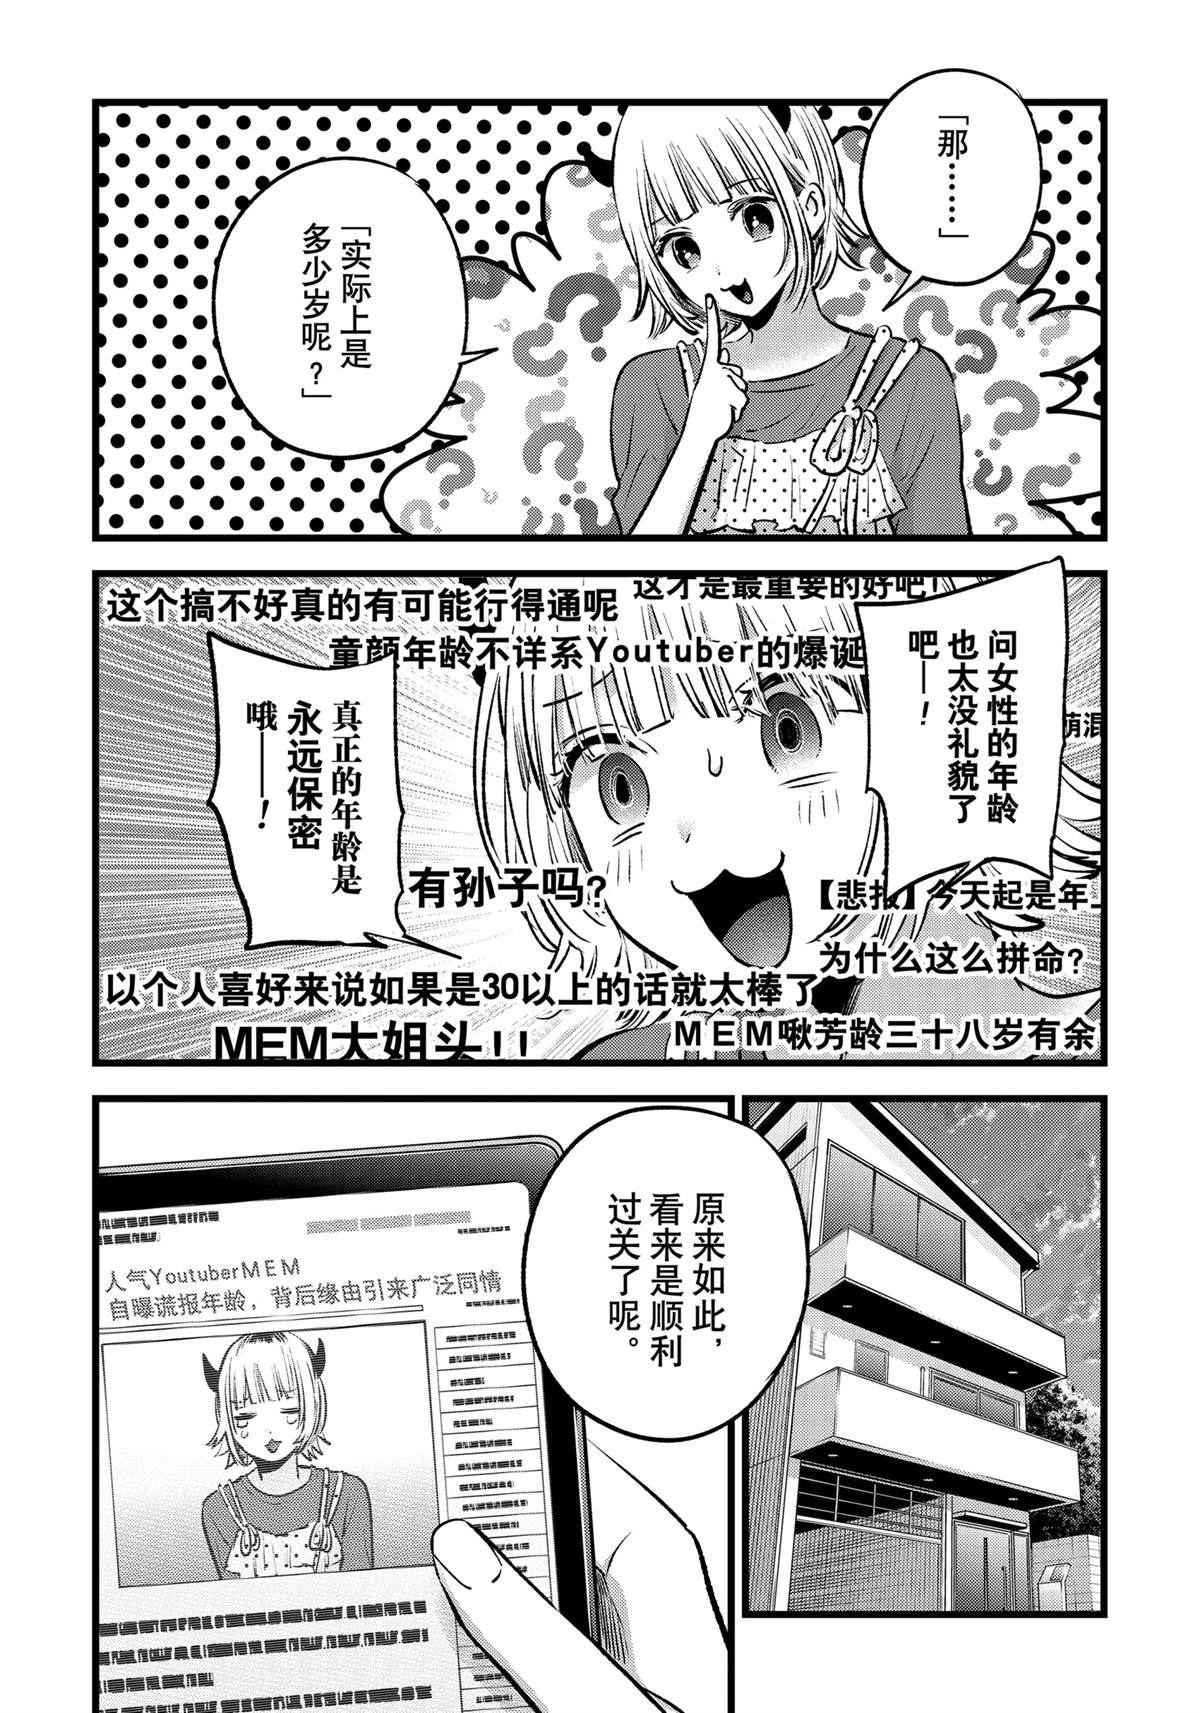 「那……」
「实际上是
多少岁呢？」
这才是最重要的好吧！
这个搞不好真的有可能行得通呢
童颜年龄不详系Youtuber的爆诞
问女性的年龄
也太没礼貌了
吧—！
萌混
真正的年龄是
永远保密
哦——！
有孙子吗？
【悲报】今天起是年上
为什么这么拼命？
以个人喜好来说如果是30以上的话就太棒了
MEM大姐头！！
MEM啾芳龄三十八岁有余
原来如此，
看来是顺利
过关了呢。
人气YoutuberMEM
自曝谎报年龄，背后缘由引来广泛同情